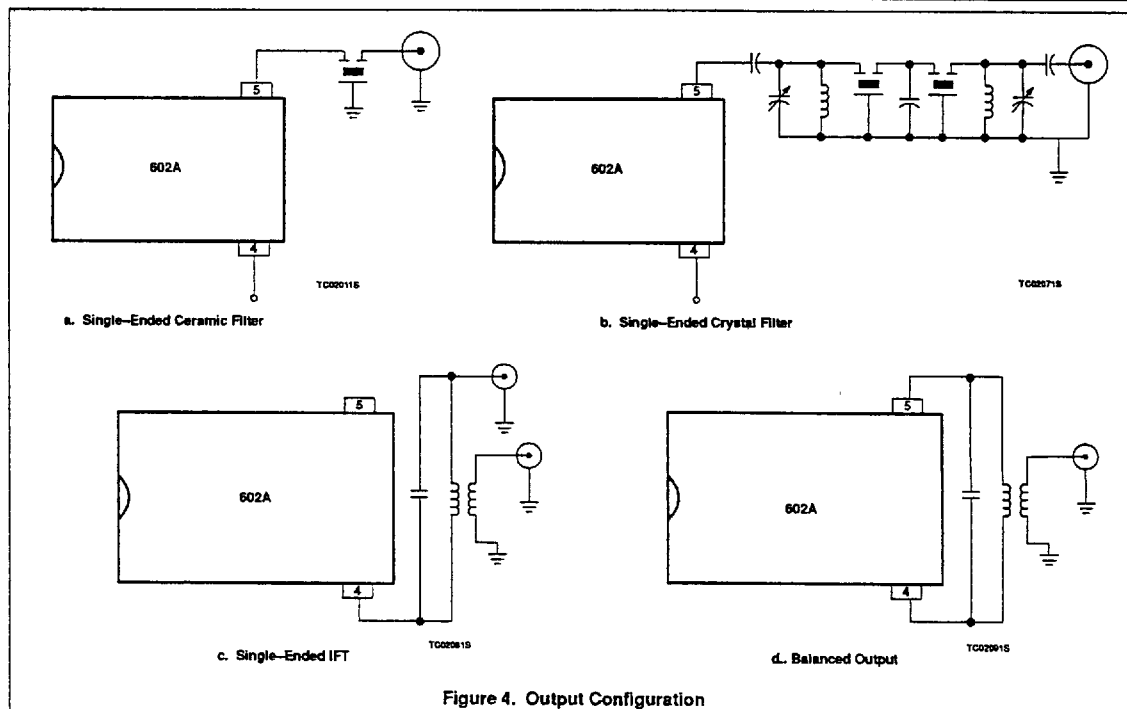 5
602A
4
TC02011S
a. Single–Ended Ceramic Filter
5
602A
4
TC02071S
b. Single–Ended Crystal Filter
5
602A
4
TC02081S
c. Single–Ended IFT
5
602A
4
TC02091S
d. Balanced Output
Figure 4. Output Configuration